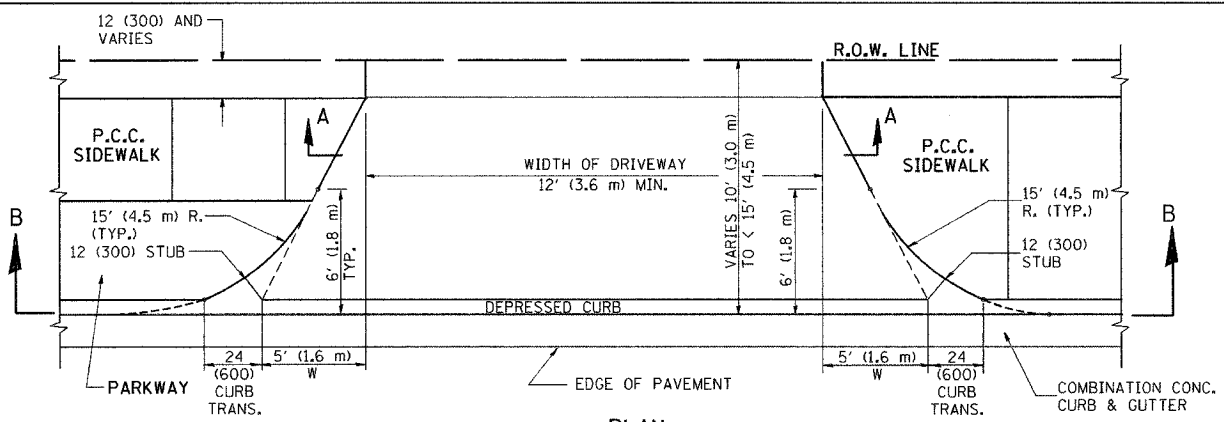 12 (300) AND
VARIES
R.O.W. LINE
A
A
P.C.C.
SIDEWALK
P.C.C.
SIDEWALK
WIDTH OF DRIVEWAY
12' (3.6 m) MIN.
VARIES 10' (3.0 m)
TO < 15' (4.5 m)
15' (4.5 m) R.
(TYP.)
15' (4.5 m)
R. (TYP.)
B
B
12 (300) STUB
12 (300)
STUB
6' (1.8 m)
TYP.
6' (1.8 m)
DEPRESSED CURB
24
(600)
CURB
TRANS.
5' (1.6 m)
W
5' (1.6 m)
W
24
(600)
CURB
TRANS.
PARKWAY
EDGE OF PAVEMENT
COMBINATION CONC.
CURB & GUTTER